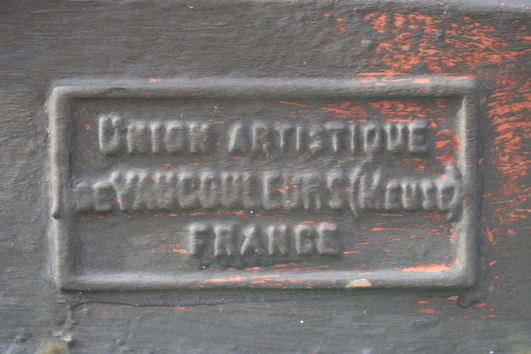 UNION ARTISTIQUE
DE VAUCOULEURS (MEUSE)
FRANCE